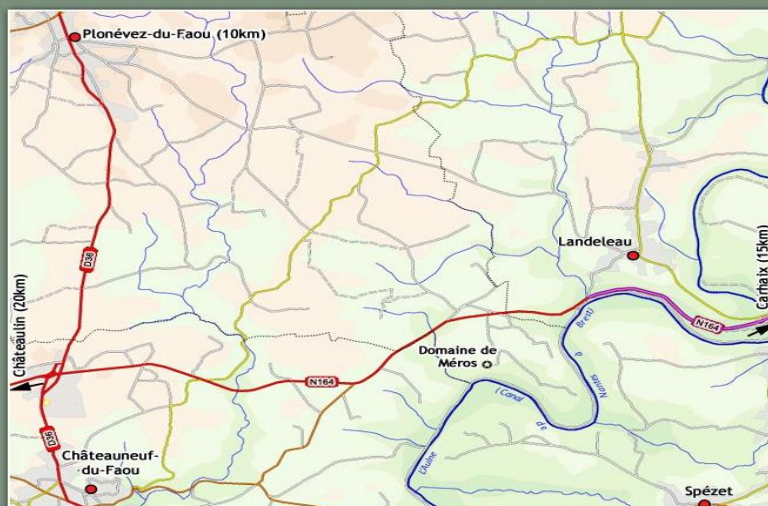 Plonévez-du-Faou (10km)
D36
Landeleau
Carhaix (15km)
Châteaulin (20km)
N164
Domaine de
Méros
N164
L'Aulne
( Canal
de
Nantes
à
Brest)
D36
Châteauneuf-
du-Faou
Spézet